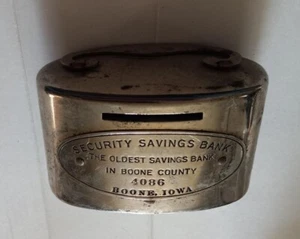 SECURITY SAVINGS BANK
THE OLDEST SAVINGS BANK
IN BOONE COUNTY
4086
BOONE, IOWA